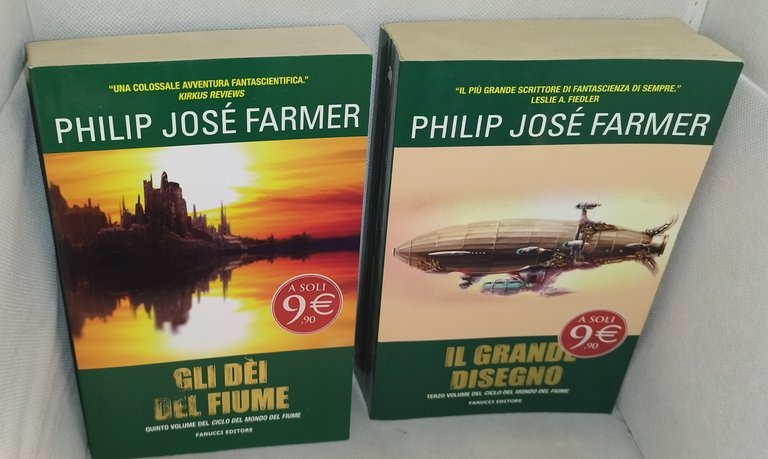 "UNA COLOSSALE AVVENTURA FANTASCIENTIFICA."
KIRKUS REVIEWS
PHILIP JOSÉ FARMER
A SOLI
9€
,90
GLI DÈI
DEL FIUME
QUINTO VOLUME DEL CICLO DEL MONDO DEL FIUME
FANUCCI EDITORE
"IL PIÙ GRANDE SCRITTORE DI FANTASCIENZA DI SEMPRE."
LESLIE A. FIEDLER
PHILIP JOSÉ FARMER
A SOLI
9€
,90
IL GRANDE
DISEGNO
TERZO VOLUME DEL CICLO DEL MONDO DEL FIUME
FANUCCI EDITORE